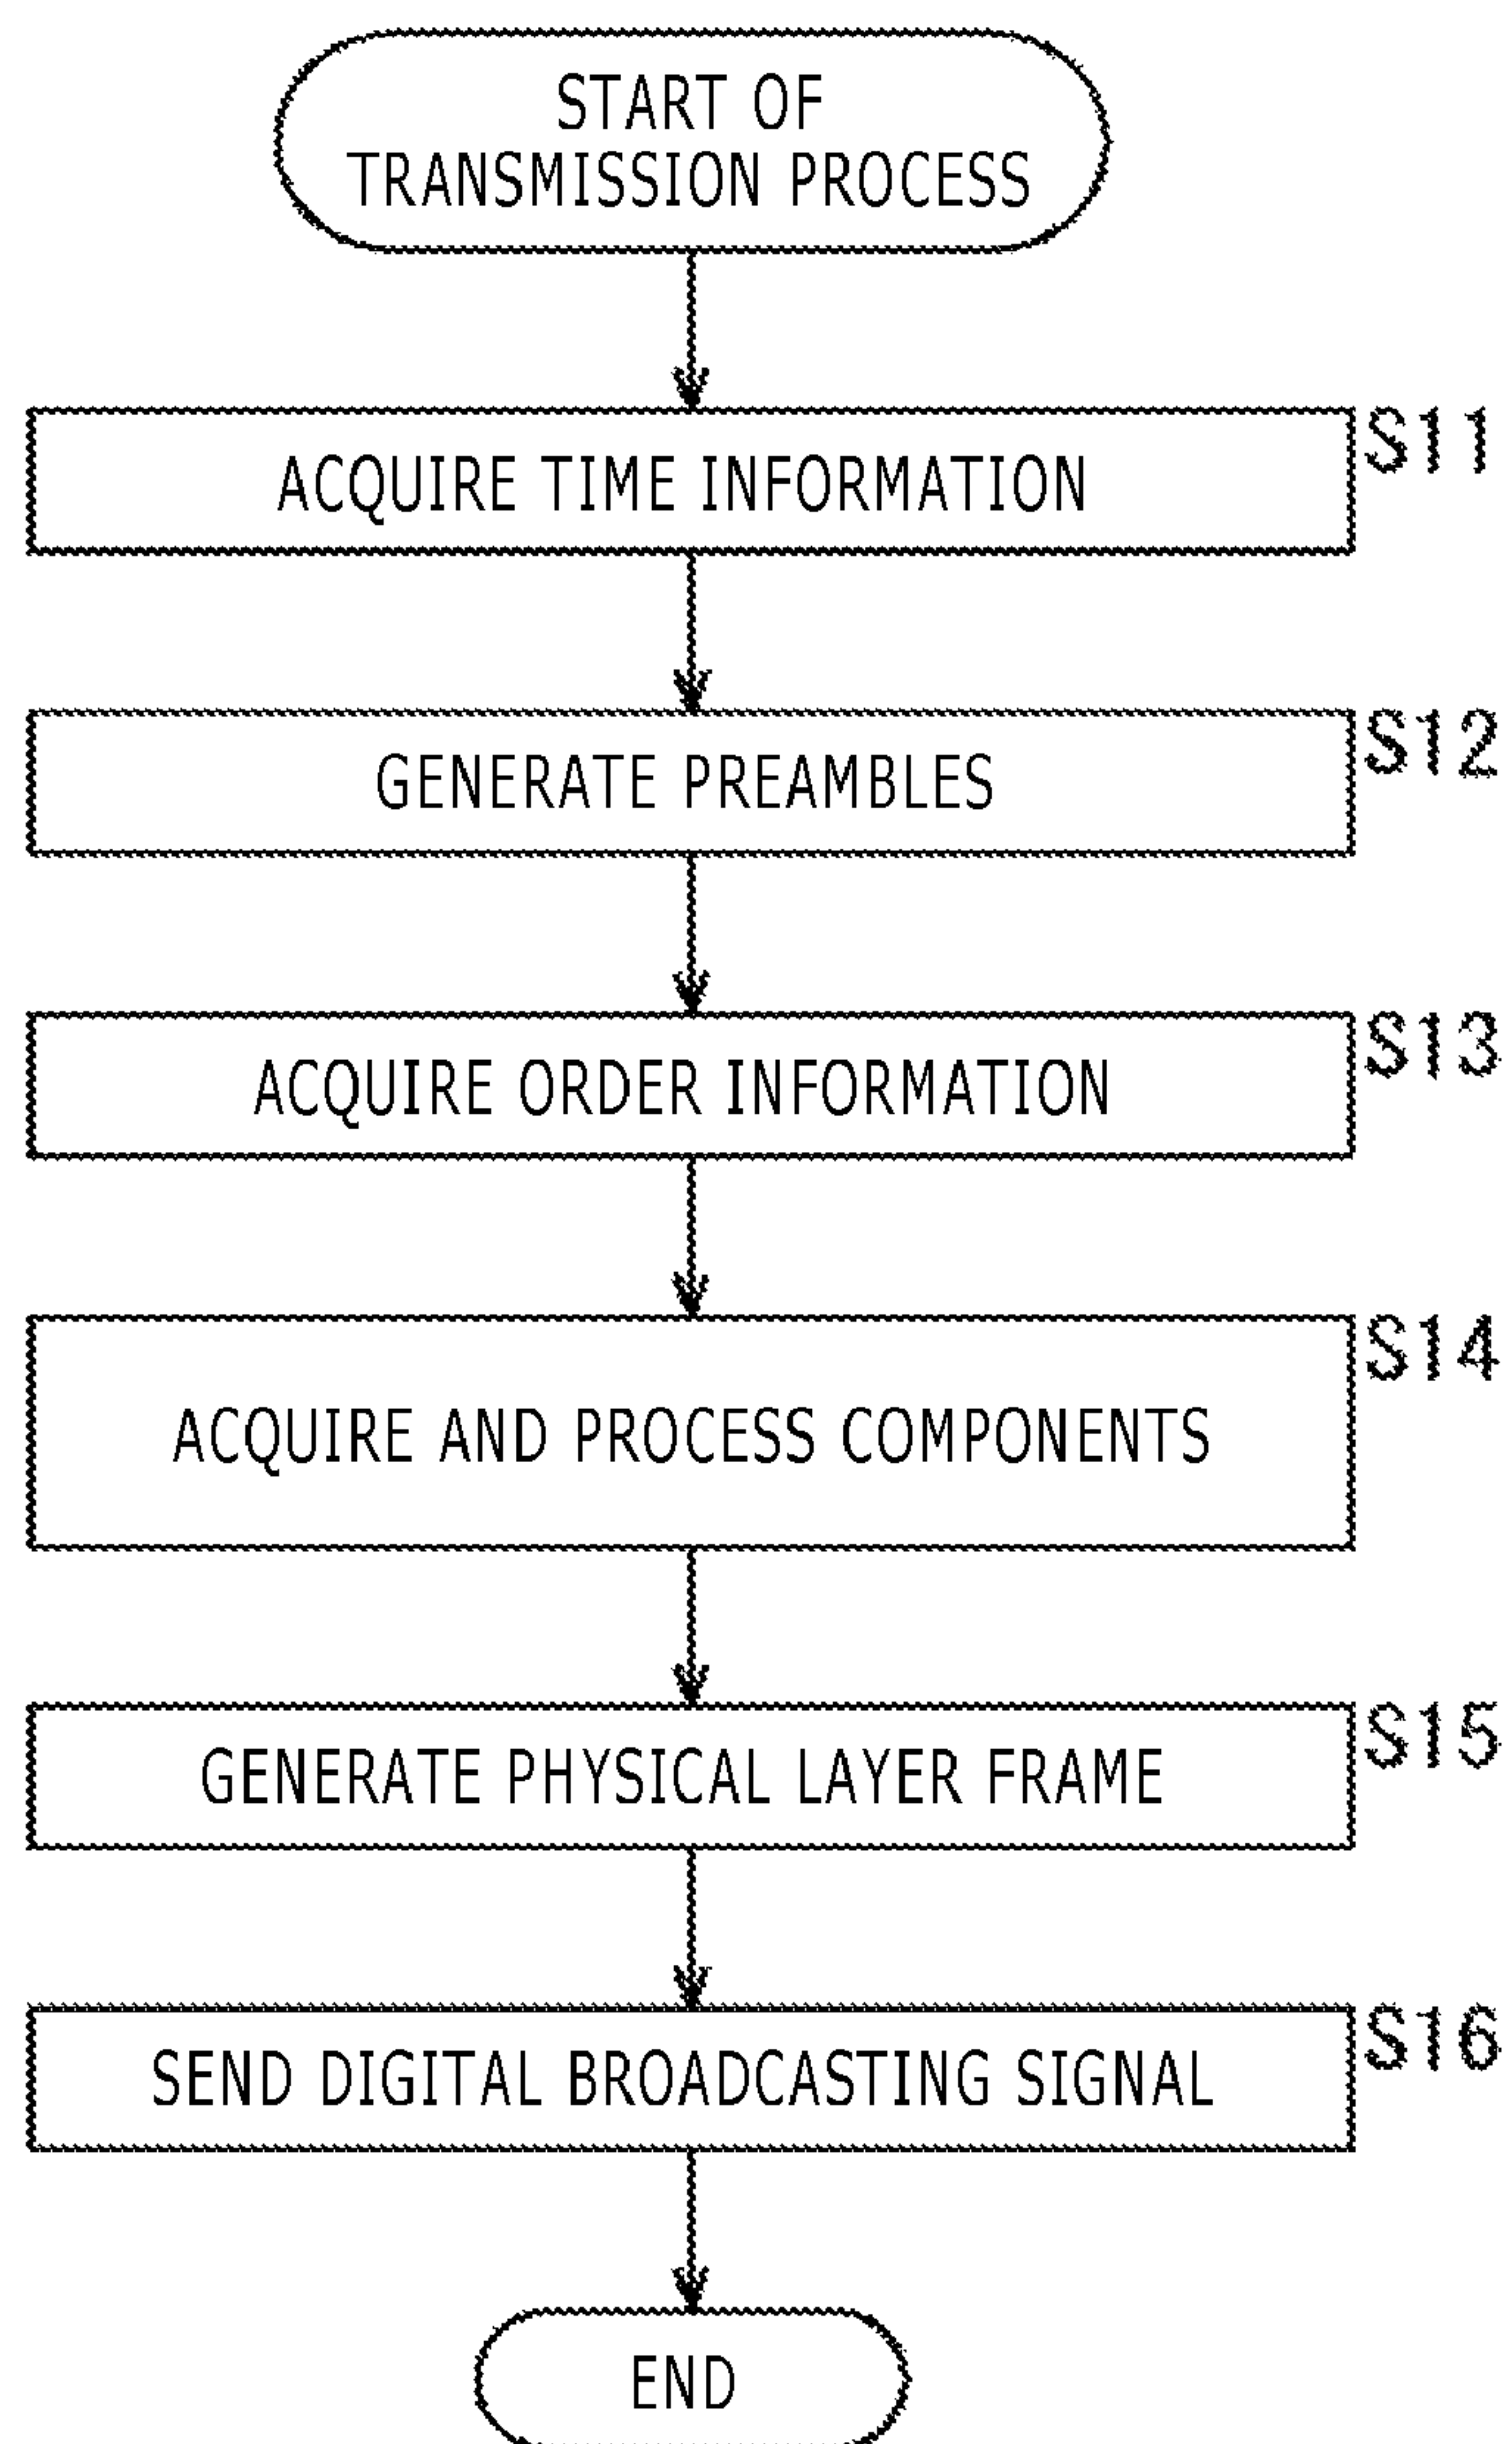 START OF
TRANSMISSION PROCESS
S11
ACQUIRE TIME INFORMATION
S12
GENERATE PREAMBLES
S13
ACQUIRE ORDER INFORMATION
S14
ACQUIRE AND PROCESS COMPONENTS
S15
GENERATE PHYSICAL LAYER FRAME
S16
SEND DIGITAL BROADCASTING SIGNAL
END